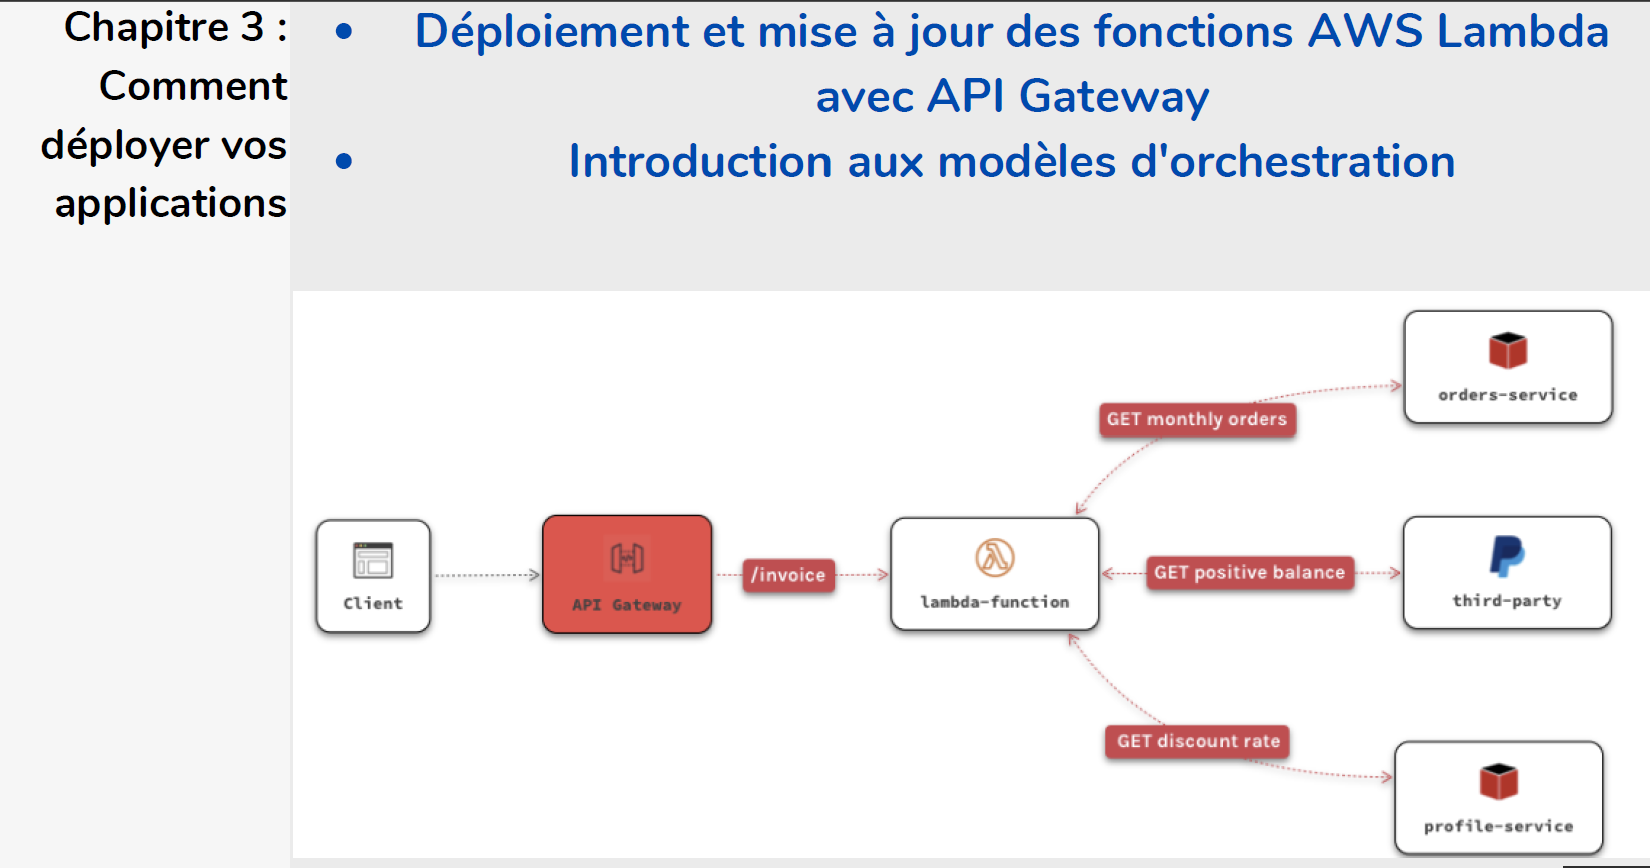 Chapitre 3 :
Comment
déployer vos
applications
• Déploiement et mise à jour des fonctions AWS Lambda
avec API Gateway
• Introduction aux modèles d'orchestration
orders-service
GET monthly orders
Client
API Gateway
/invoice
lambda-function
GET positive balance
third-party
GET discount rate
profile-service